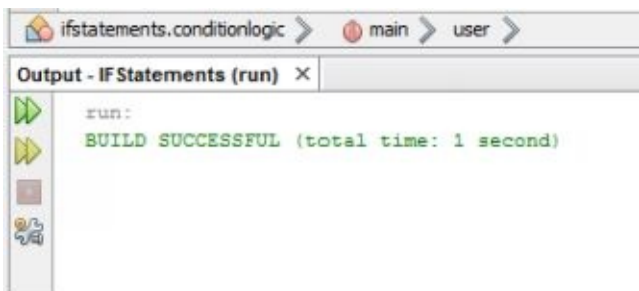 ifstatements.conditionlogic main user
Output - IFStatements (run) ×
run:
BUILD SUCCESSFUL (total time: 1 second)